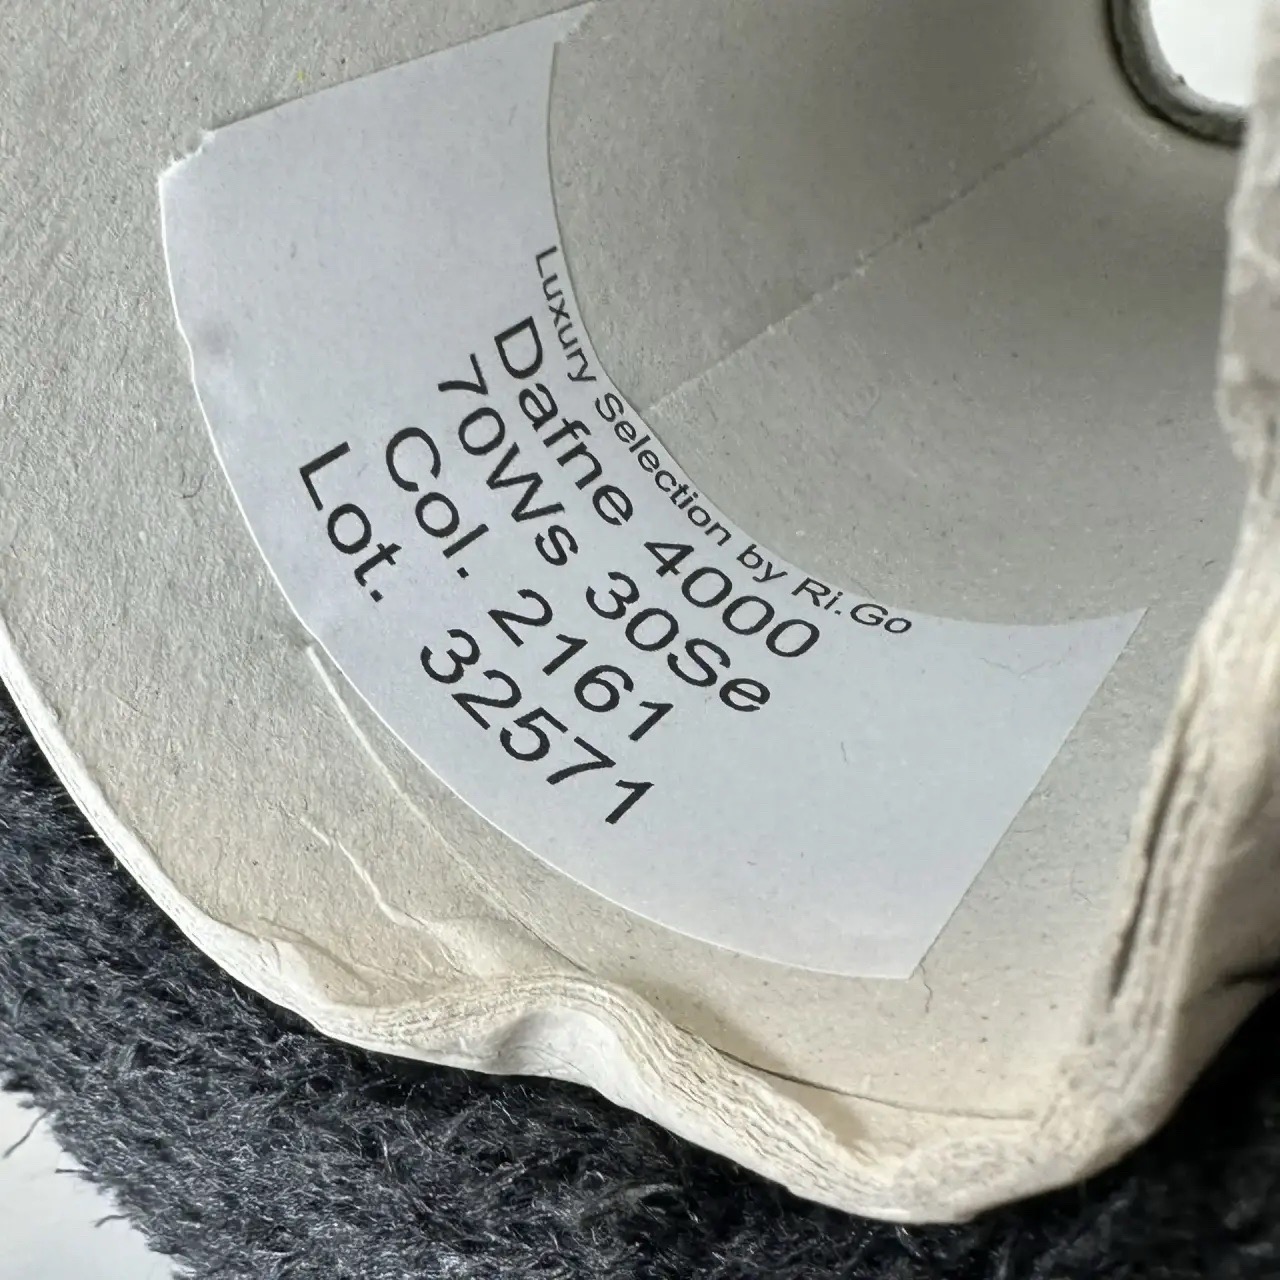 Luxury Selection by Ri.Go
Dafne 4000
70Ws 30Se
Col. 2161
Lot. 32571